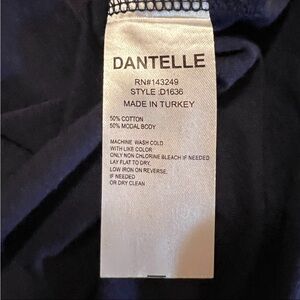 DANTELLE
RN#143249
STYLE :D1636
MADE IN TURKEY
50% COTTON
50% MODAL BODY
MACHINE WASH COLD
WITH LIKE COLOR
ONLY NON CHLORINE BLEACH IF NEEDED
LAY FLAT TO DRY,
LOW IRON ON REVERSE,
IF NEEDED
OR DRY CLEAN